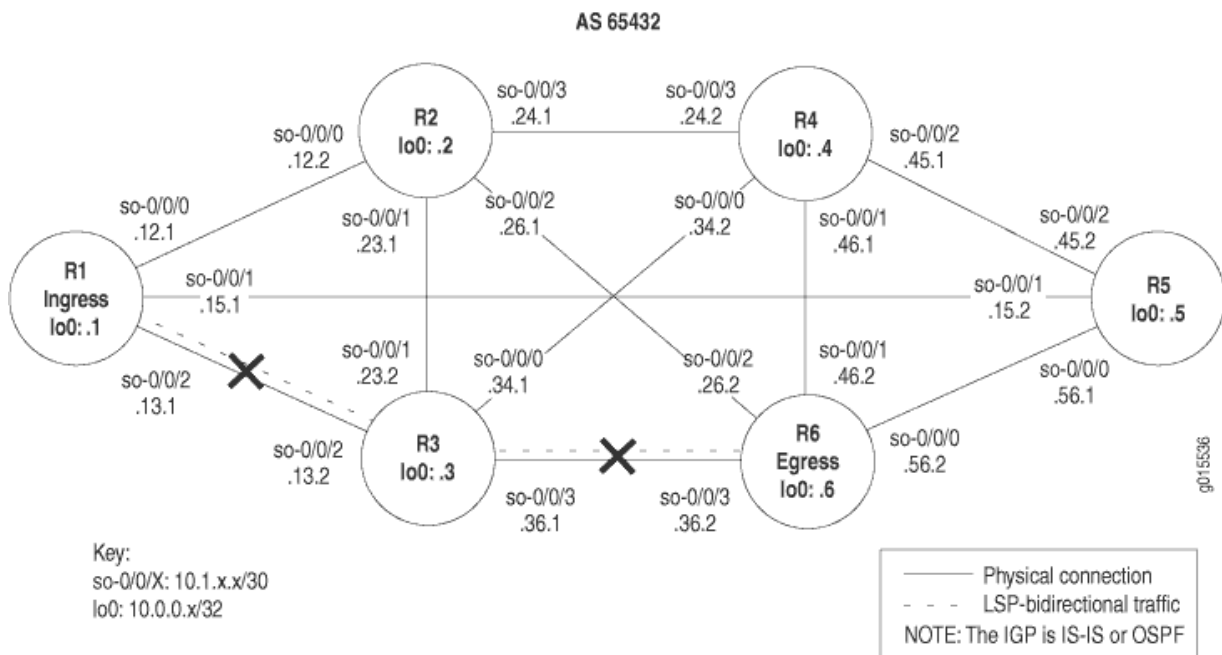 AS 65432
so-0/0/3
.24.1
so-0/0/3
.24.2
R2
lo0: .2
R4
lo0: .4
so-0/0/0
.12.2
so-0/0/2
.45.1
so-0/0/0
.12.1
so-0/0/1
.23.1
so-0/0/2
.26.1
so-0/0/0
.34.2
so-0/0/1
.46.1
so-0/0/2
.45.2
R1
Ingress
lo0: .1
so-0/0/1
.15.1
so-0/0/1
.15.2
R5
lo0: .5
so-0/0/2
.13.1
so-0/0/1
.23.2
so-0/0/0
.34.1
so-0/0/2
.26.2
so-0/0/1
.46.2
so-0/0/0
.56.1
so-0/0/2
.13.2
R3
lo0: .3
R6
Egress
lo0: .6
so-0/0/0
.56.2
so-0/0/3
.36.1
so-0/0/3
.36.2
g015536
Key:
so-0/0/X: 10.1.x.x/30
lo0: 10.0.0.x/32
Physical connection
LSP-bidirectional traffic
NOTE: The IGP is IS-IS or OSPF